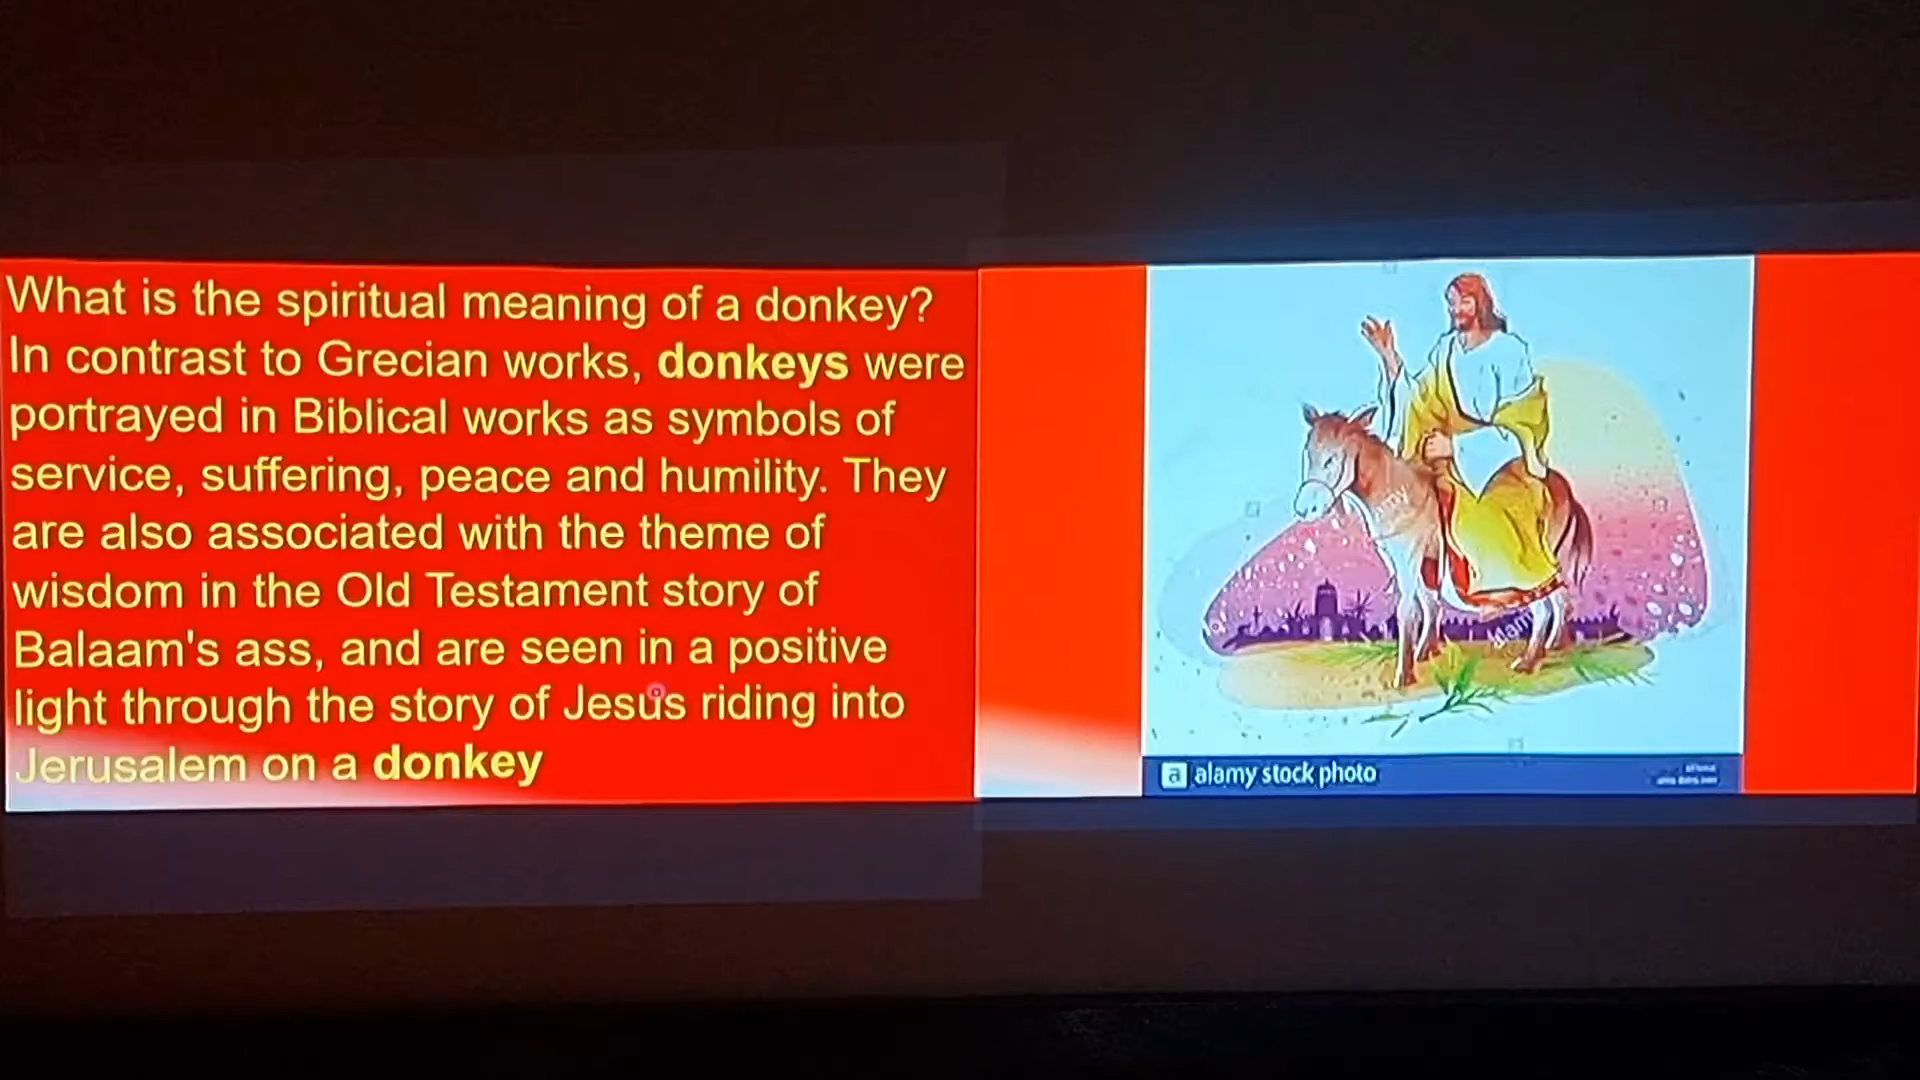 What is the spiritual meaning of a donkey?
In contrast to Grecian works, donkeys were
portrayed in Biblical works as symbols of
service, suffering, peace and humility. They
are also associated with the theme of
wisdom in the Old Testament story of
Balaam's ass, and are seen in a positive
light through the story of Jesus riding into
Jerusalem on a donkey
a alamy stock photo